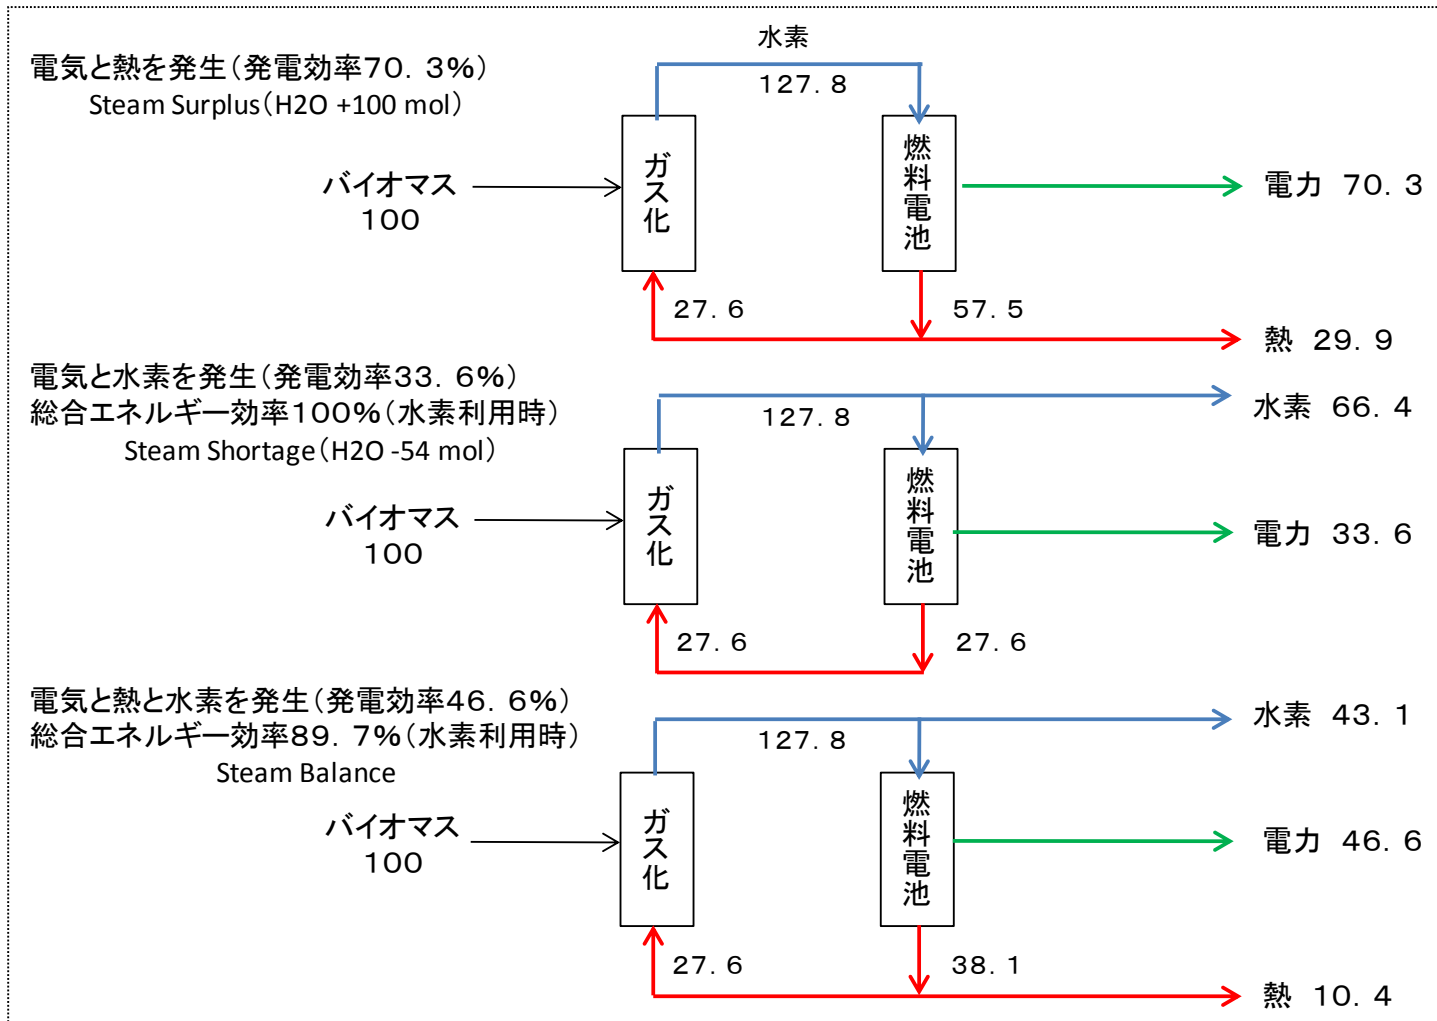 電気と熱を発生(発電効率70.3%)
Steam Surplus(H2O +100 mol)
水素
127.8
バイオマス
100
ガス化
燃料電池
電力 70.3
27.6
57.5
熱 29.9
電気と水素を発生(発電効率33.6%)
総合エネルギー効率100%(水素利用時)
Steam Shortage(H2O -54 mol)
127.8
水素 66.4
バイオマス
100
ガス化
燃料電池
電力 33.6
27.6
27.6
電気と熱と水素を発生(発電効率46.6%)
総合エネルギー効率89.7%(水素利用時)
Steam Balance
127.8
水素 43.1
バイオマス
100
ガス化
燃料電池
電力 46.6
27.6
38.1
熱 10.4